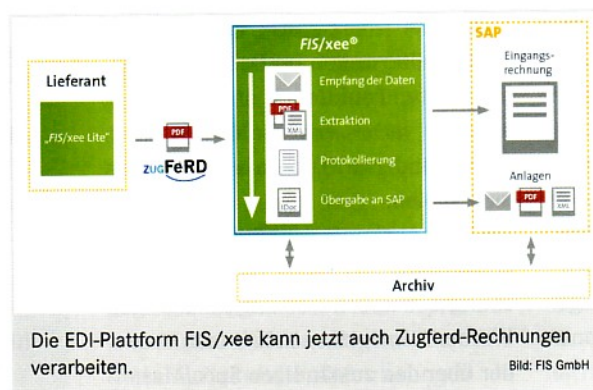 Lieferant
„FIS/xee Lite“
PDF
ZUGFeRD
FIS/xee®
Empfang der Daten
PDF
XML
Extraktion
Protokollierung
IDoc
Übergabe an SAP
SAP
Eingangs-
rechnung
Anlagen
PDF
XML
Archiv
Die EDI-Plattform FIS/xee kann jetzt auch Zugferd-Rechnungen
verarbeiten.
Bild: FIS GmbH